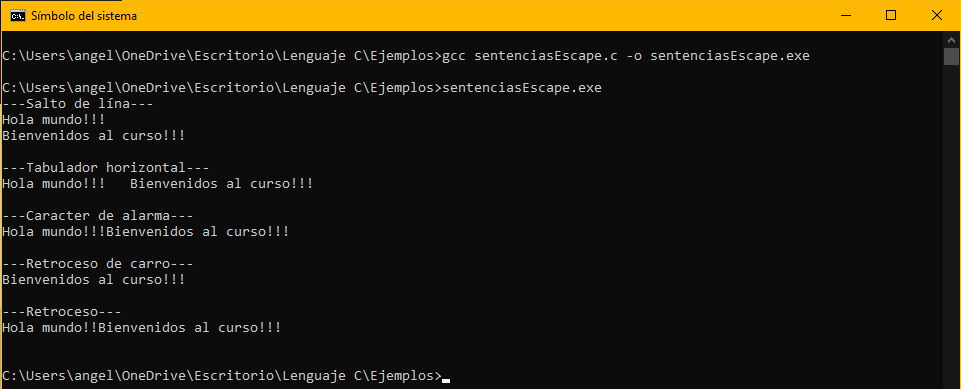 Símbolo del sistema
C:\Users\angel\OneDrive\Escritorio\Lenguaje C\Ejemplos>gcc sentenciasEscape.c -o sentenciasEscape.exe
C:\Users\angel\OneDrive\Escritorio\Lenguaje C\Ejemplos>sentenciasEscape.exe
---Salto de lína---
Hola mundo!!!
Bienvenidos al curso!!!
---Tabulador horizontal---
Hola mundo!!!   Bienvenidos al curso!!!
---Caracter de alarma---
Hola mundo!!!Bienvenidos al curso!!!
---Retroceso de carro---
Bienvenidos al curso!!!
---Retroceso---
Hola mundo!!Bienvenidos al curso!!!
C:\Users\angel\OneDrive\Escritorio\Lenguaje C\Ejemplos>